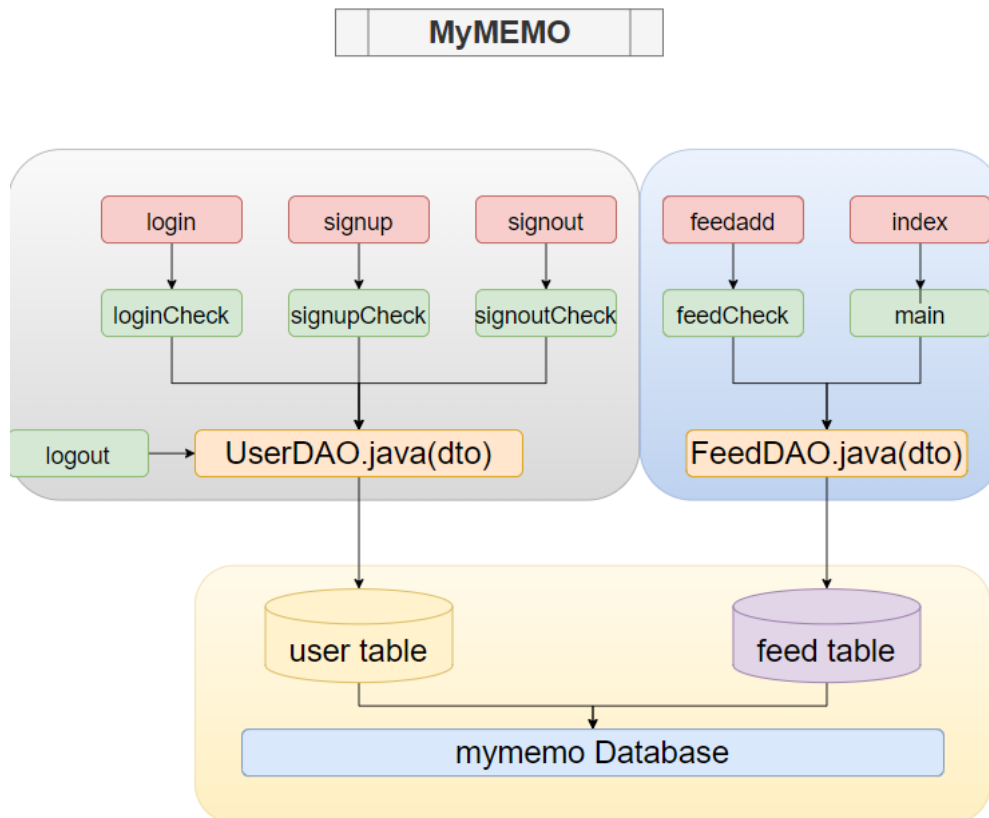 MyMEMO
login
signup
signout
feedadd
index
loginCheck
signupCheck
signoutCheck
feedCheck
main
logout
UserDAO.java(dto)
FeedDAO.java(dto)
user table
feed table
mymemo Database